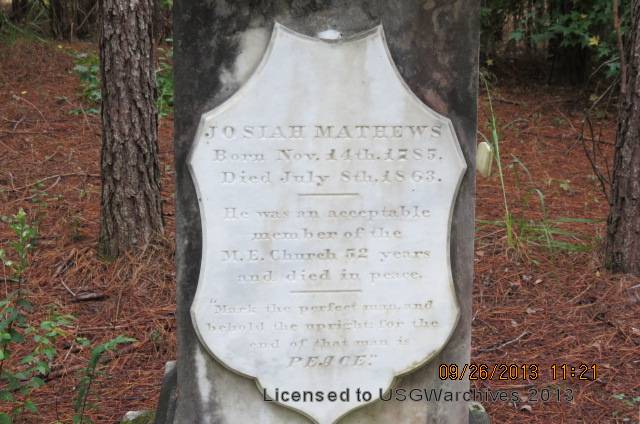 JOSIAH MATHEWS
Born Nov. 14th. 1785.
Died July 8th. 1863.
He was an acceptable
member of the
M.E. Church 52 years
and died in peace.
"Mark the perfect man, and
behold the upright: for the
end of that man is
PEACE."
09/26/2013 11:21
Licensed to USGWarchives 2013